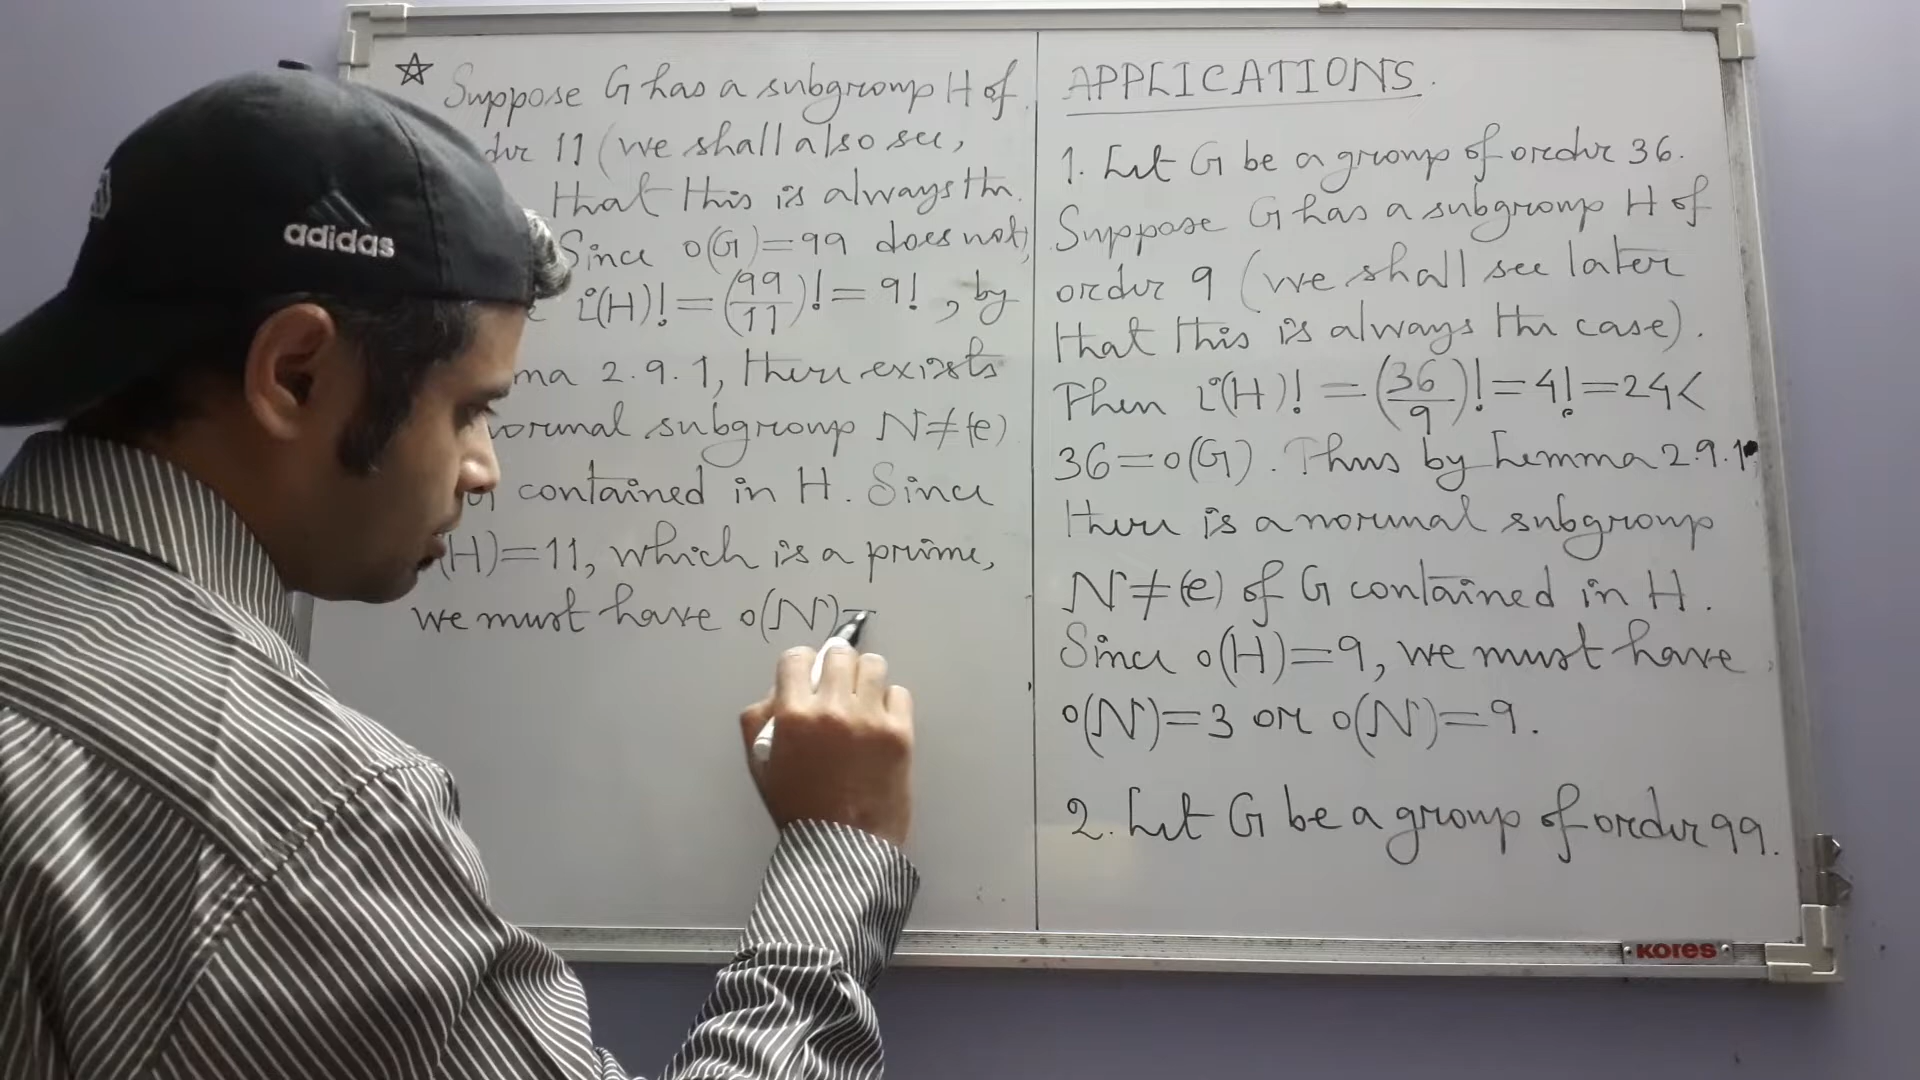 ☆ Suppose G has a subgroup H of
11 (we shall also see,
that this is always the
Since o(G)=99 does not
i(H)! = (99/11)! = 9!, by
ma 2.9.1, there exists
normal subgroup N≠(e)
contained in H. Since
(H)=11, which is a prime,
we must have o(N)=
APPLICATIONS.
1. Let G be a group of order 36.
Suppose G has a subgroup H of
order 9 (we shall see later
that this is always the case).
Then i(H)! = (36/9)! = 4! = 24 <
36 = o(G). Thus by Lemma 2.9.1
there is a normal subgroup
N≠(e) of G contained in H.
Since o(H)=9, we must have
o(N)=3 or o(N)=9.
2. Let G be a group of order 99.
adidas
Kores